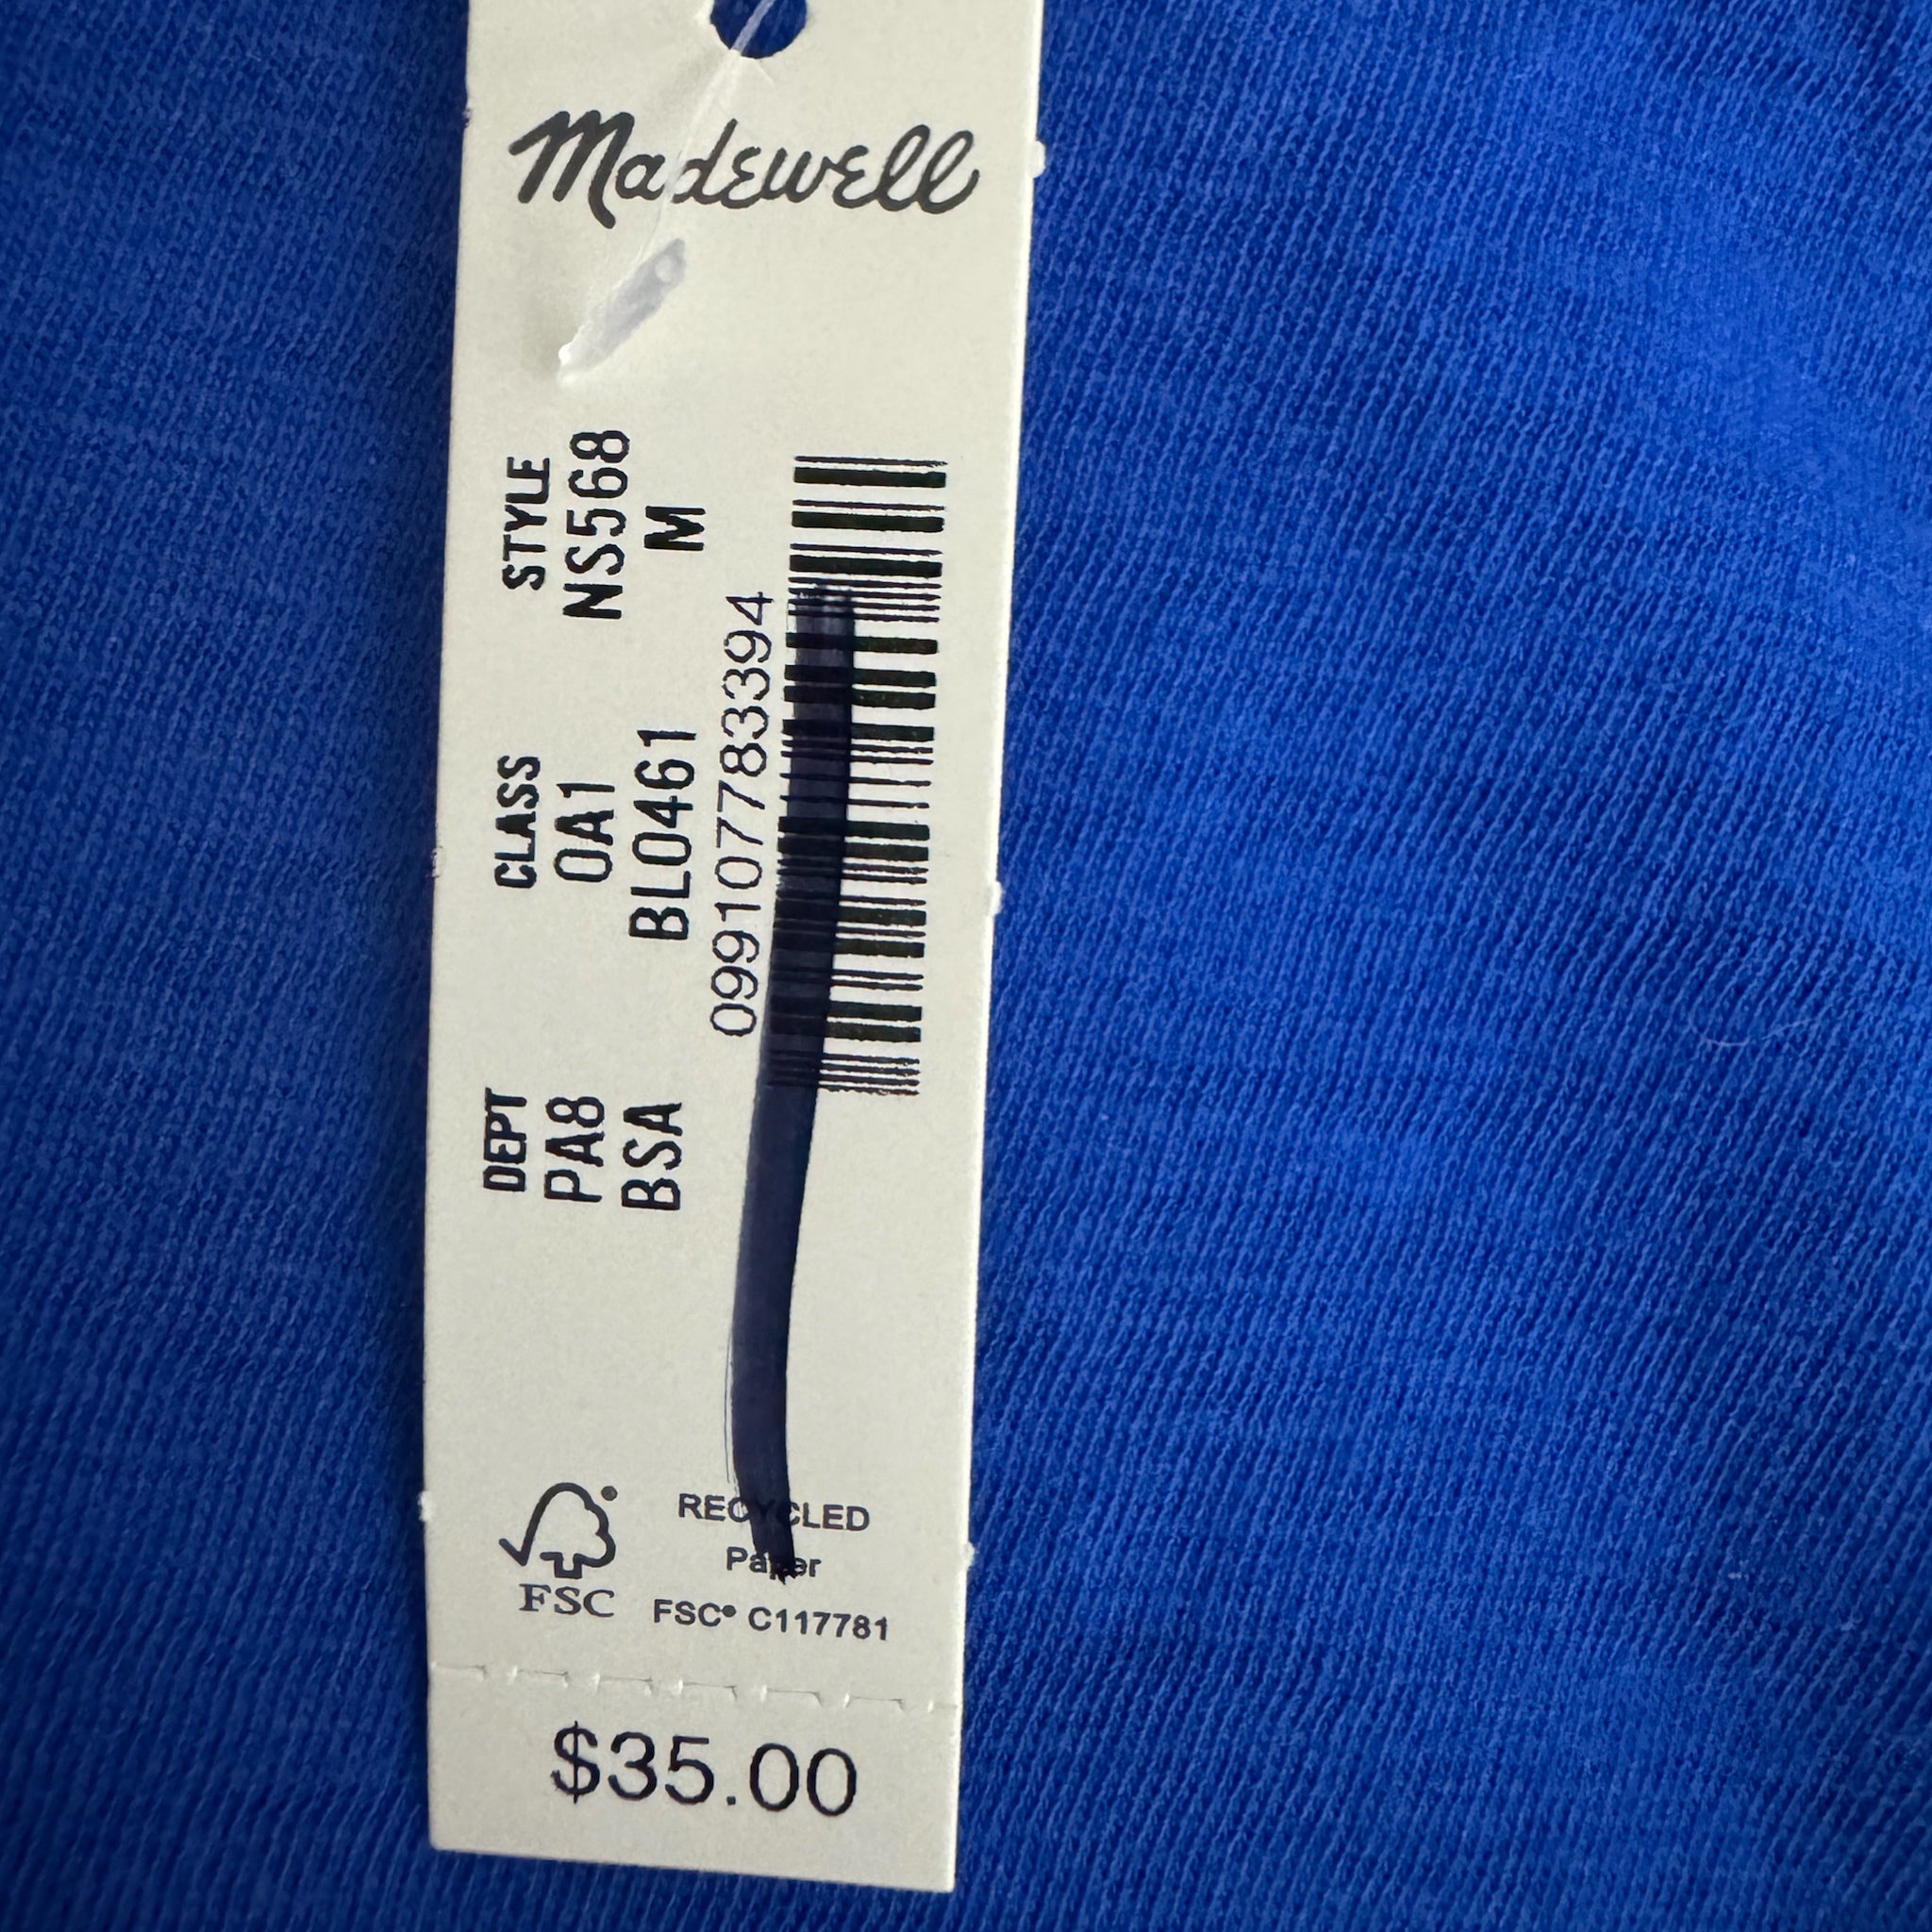 Madewell
DEPT CLASS STYLE
PA8 0A1 NS568
BSA BL0461 M
099107783394
FSC
RECYCLED
Paper
FSC® C117781
$35.00